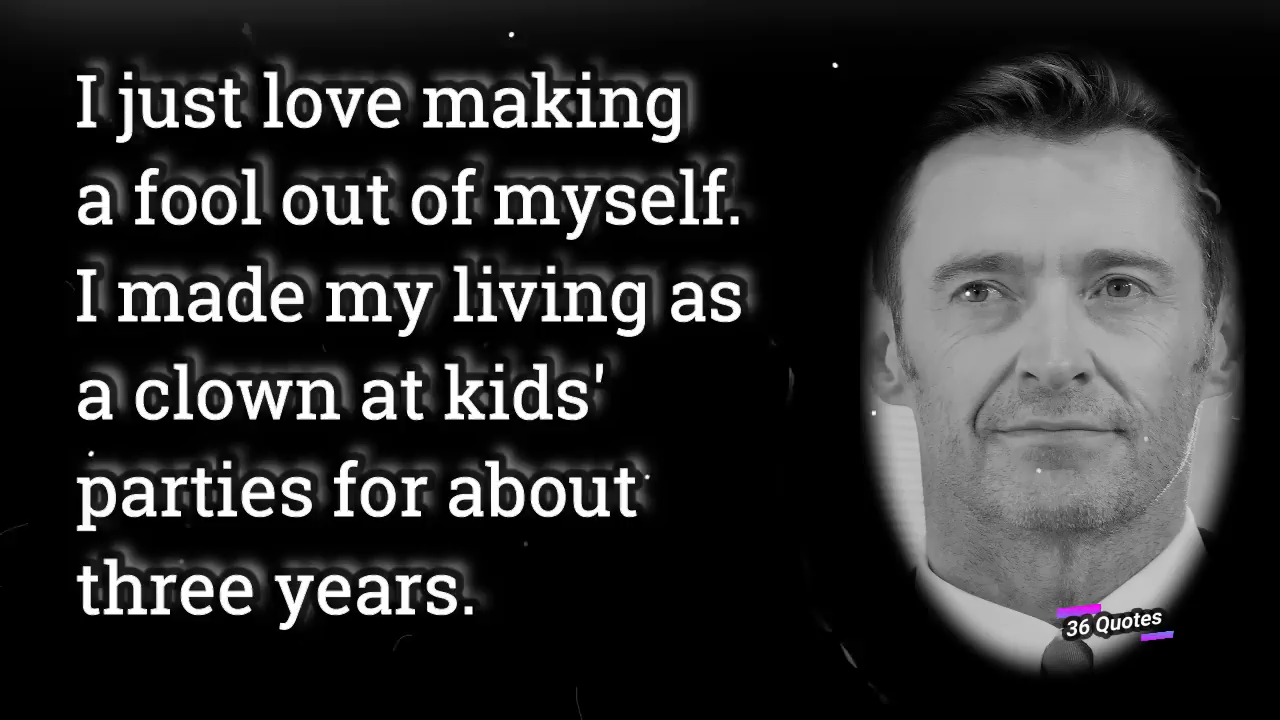 I just love making
a fool out of myself.
I made my living as
a clown at kids'
parties for about
three years.
36 Quotes